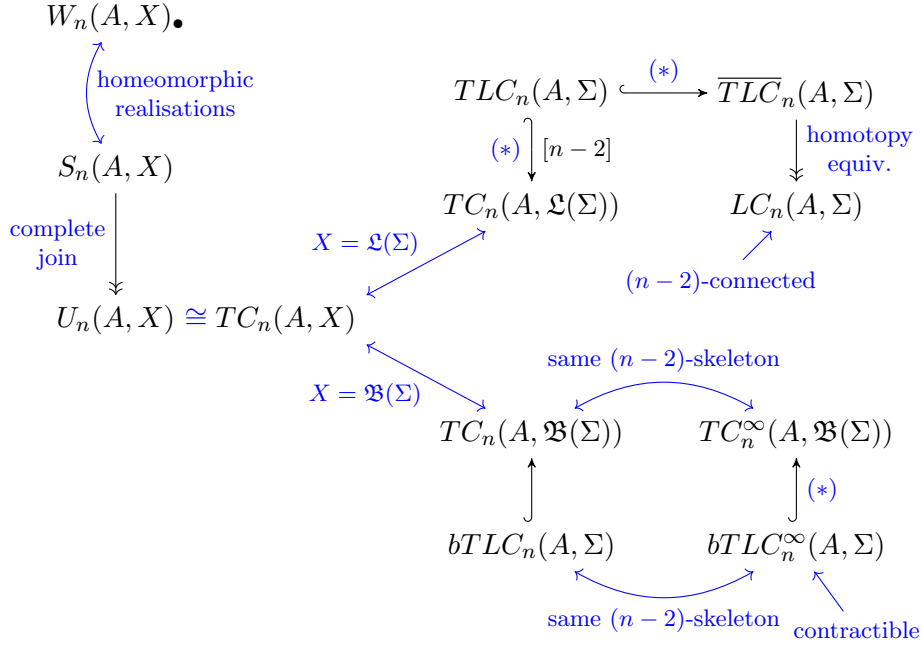 W_n(A, X)_•
homeomorphic
realisations
TLC_n(A, Σ)
(∗)
\overline{TLC}_n(A, Σ)
(∗)
[n − 2]
homotopy
equiv.
S_n(A, X)
TC_n(A, 𝔏(Σ))
LC_n(A, Σ)
complete
join
X = 𝔏(Σ)
(n − 2)-connected
U_n(A, X) ≅ TC_n(A, X)
same (n − 2)-skeleton
X = 𝔅(Σ)
TC_n(A, 𝔅(Σ))
TC_n^∞(A, 𝔅(Σ))
(∗)
bTLC_n(A, Σ)
bTLC_n^∞(A, Σ)
same (n − 2)-skeleton
contractible